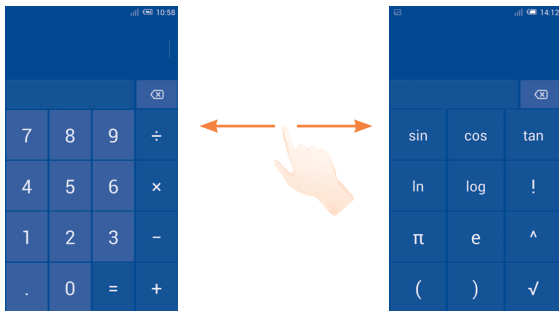 10:58
7 8 9 ÷
4 5 6 ×
1 2 3 −
. 0 = +
14:12
sin cos tan
ln log !
π e ^
( ) √